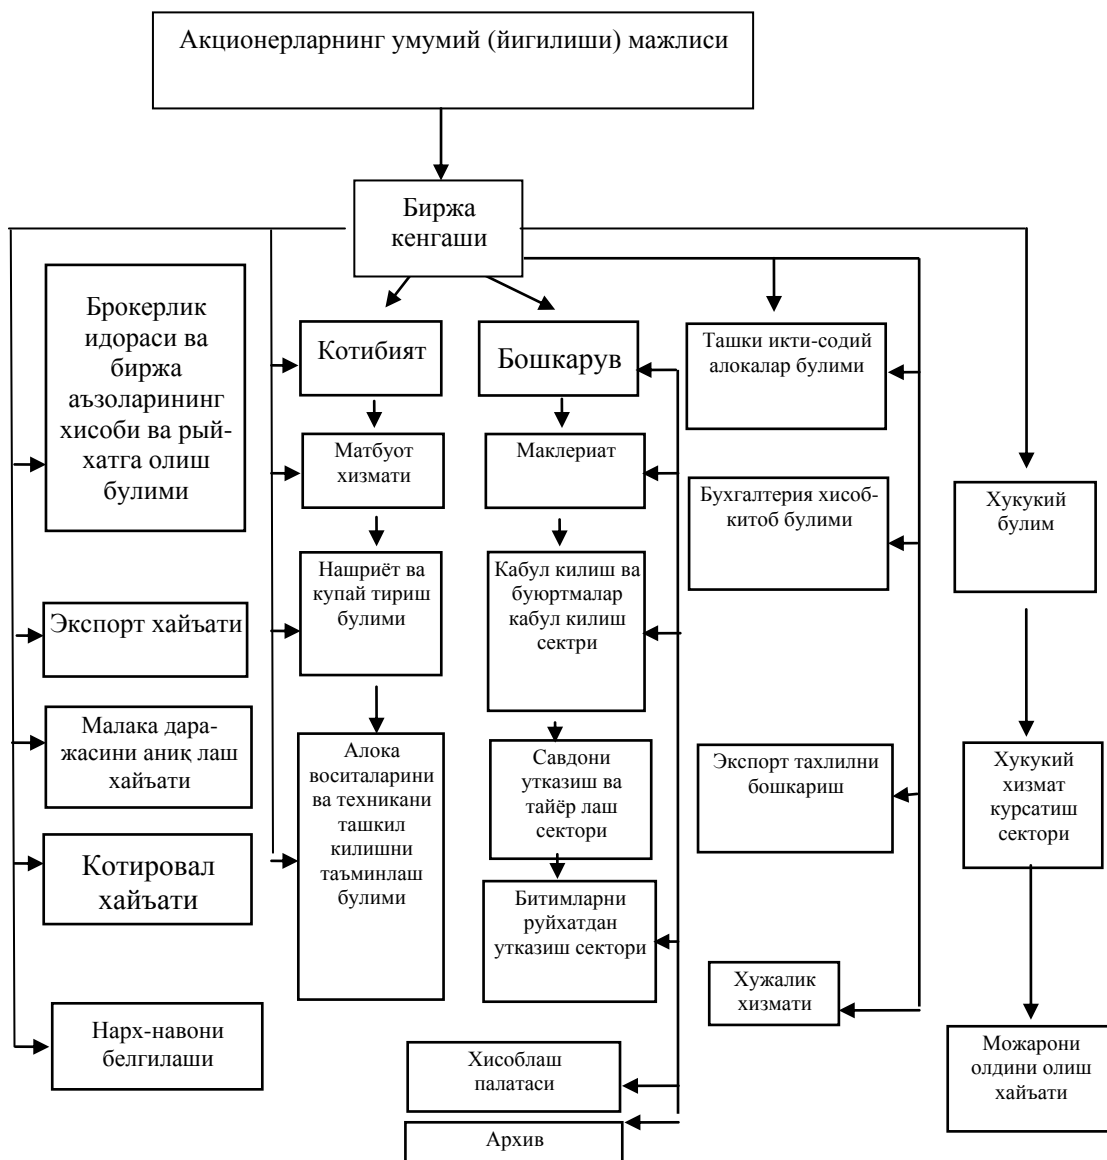 Акционерларнинг умумий (йигилиши) мажлиси
Биржа
кенгаши
Брокерлик
идораси ва
биржа
аъзоларининг
хисоби ва рый-
хатга олиш
булими
Экспорт хайъати
Малака дара-
жасини аниқ лаш
хайъати
Котировал
хайъати
Нарх-навони
белгилаши
Котибият
Матбуот
хизмати
Нашриёт ва
купай тириш
булими
Алока
воситаларини
ва техникани
ташкил
килишни
таъминлаш
булими
Бошкарув
Маклериат
Кабул килиш ва
буюртмалар
кабул килиш
сектри
Савдони
утказиш ва
тайёр лаш
сектори
Битимларни
руйхатдан
утказиш сектори
Хисоблаш
палатаси
Архив
Ташки икти-содий
алокалар булими
Бухгалтерия хисоб-
китоб булими
Экспорт тахлилни
бошкариш
Хужалик
хизмати
Хукукий
булим
Хукукий
хизмат
курсатиш
сектори
Можарони
олдини олиш
хайъати